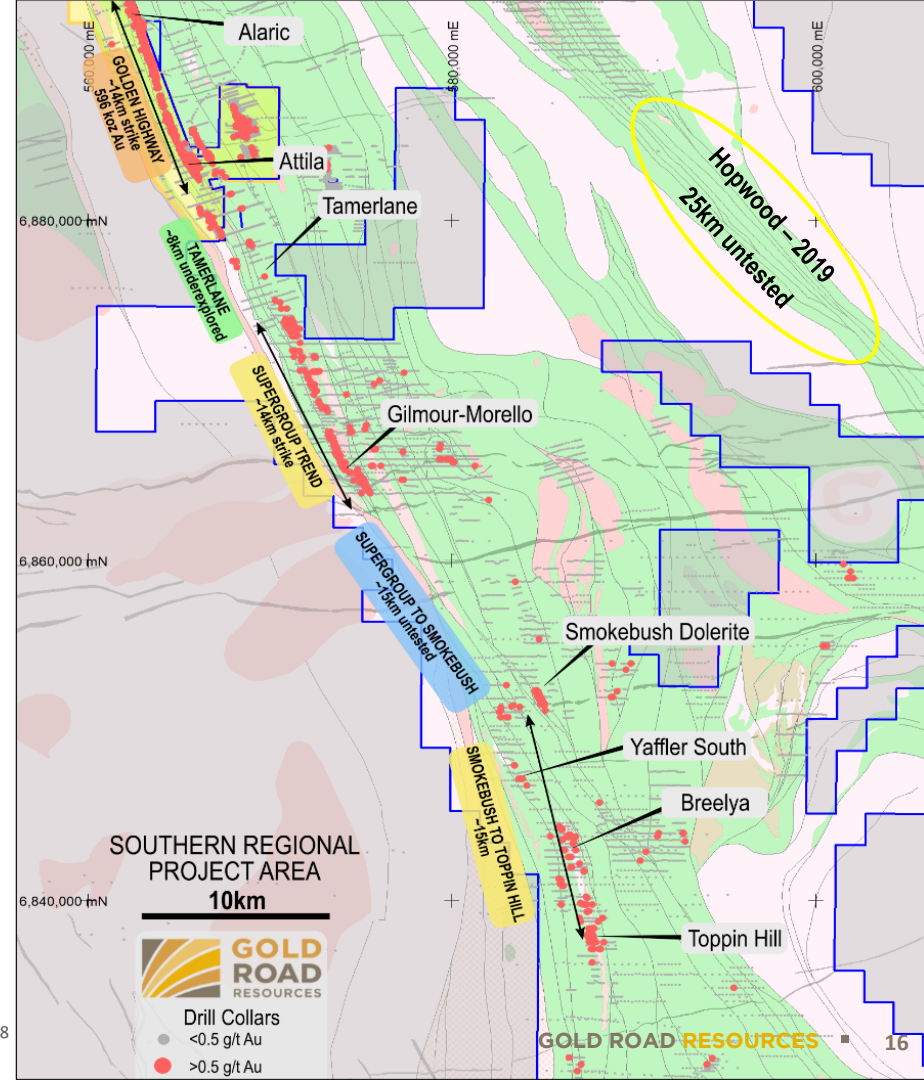 560,000 mE
580,000 mE
600,000 mE
Alaric
GOLDEN HIGHWAY
~14km strike
596 koz Au
Attila
Tamerlane
Hopwood – 2019
25km untested
6,880,000 mN
TAMERLANE
~8km underexplored
SUPERGROUP TREND
~14km strike
Gilmour-Morello
6,860,000 mN
SUPERGROUP TO SMOKEBUSH
~15km untested
Smokebush Dolerite
Yaffler South
SMOKEBUSH TO TOPPIN HILL
~15km
Breelya
SOUTHERN REGIONAL
PROJECT AREA
10km
6,840,000 mN
Toppin Hill
GOLD
ROAD
RESOURCES
Drill Collars
<0.5 g/t Au
>0.5 g/t Au
8
GOLD ROAD RESOURCES
16